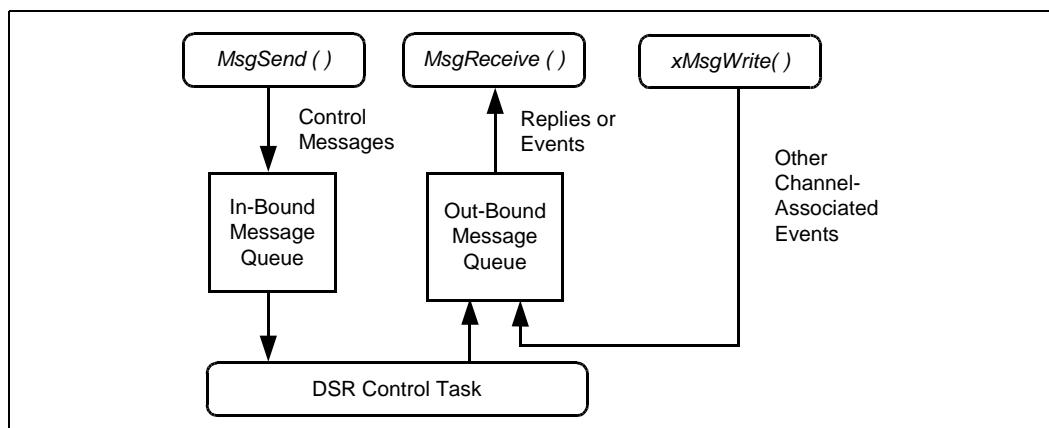 MsgSend ( )
MsgReceive ( )
xMsgWrite( )
Control
Messages
Replies or
Events
Other
Channel-
Associated
Events
In-Bound
Message
Queue
Out-Bound
Message
Queue
DSR Control Task